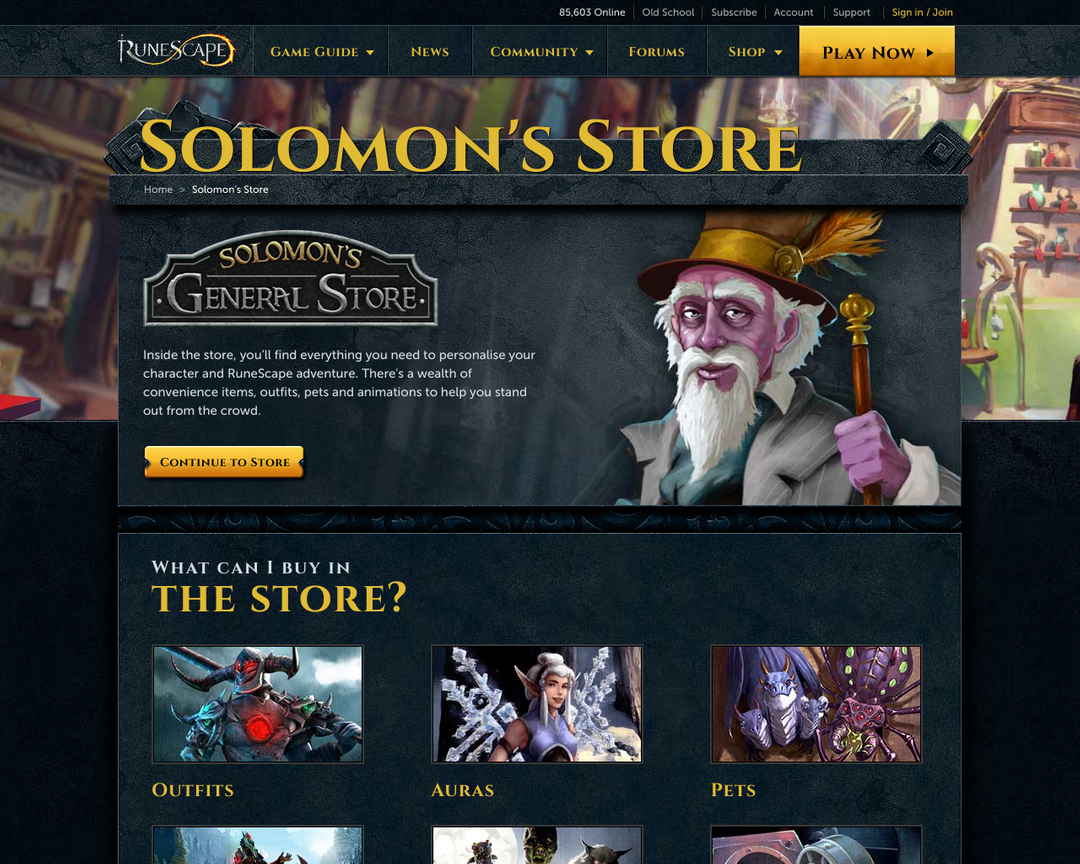 85,603 Online
Old School
Subscribe
Account
Support
Sign in / Join
RuneScape
Game Guide
News
Community
Forums
Shop
Play Now
Solomon's Store
Home > Solomon's Store
Solomon's
General Store
Inside the store, you'll find everything you need to personalise your
character and RuneScape adventure. There's a wealth of
convenience items, outfits, pets and animations to help you stand
out from the crowd.
Continue to Store
What can I buy in
the store?
Outfits
Auras
Pets